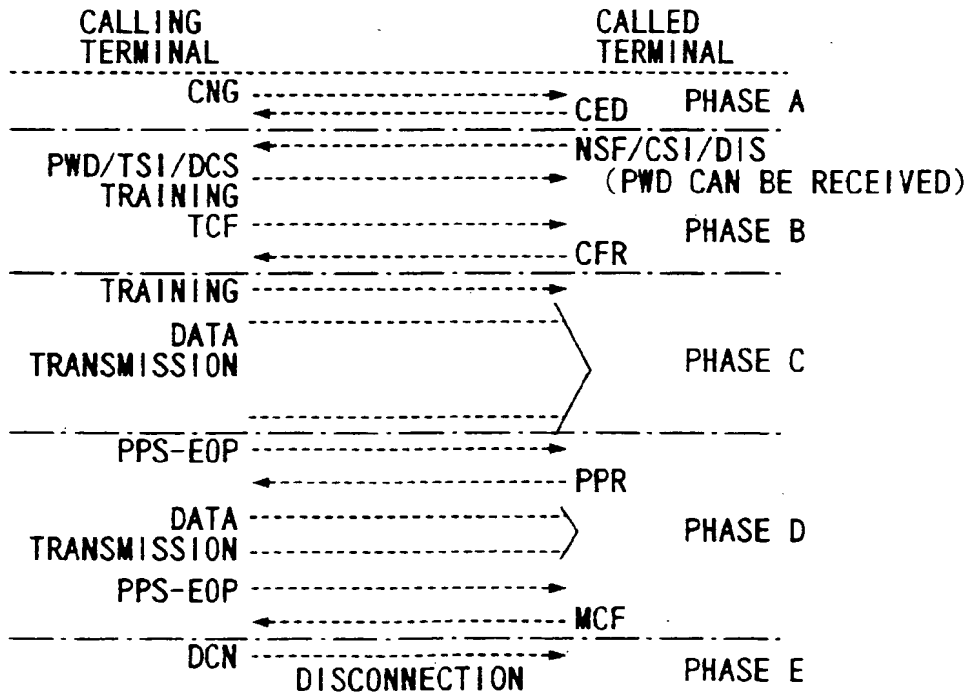 CALLING TERMINAL
CALLED TERMINAL
CNG
CED
PHASE A
NSF/CSI/DIS
PWD/TSI/DCS
(PWD CAN BE RECEIVED)
TRAINING
TCF
PHASE B
CFR
TRAINING
DATA
TRANSMISSION
PHASE C
PPS-EOP
PPR
DATA
TRANSMISSION
PHASE D
PPS-EOP
MCF
DCN
DISCONNECTION
PHASE E